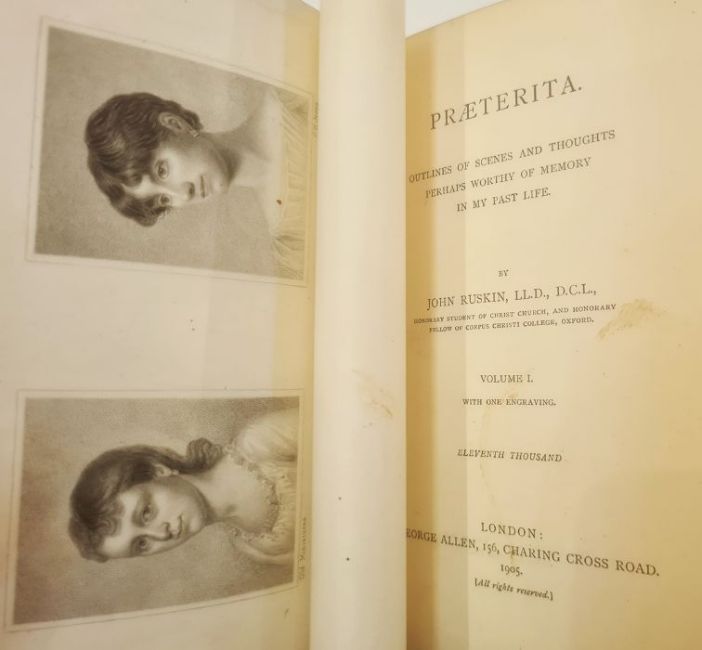 PRÆTERITA.
OUTLINES OF SCENES AND THOUGHTS
PERHAPS WORTHY OF MEMORY
IN MY PAST LIFE.
BY
JOHN RUSKIN, LL.D., D.C.L.,
HONORARY STUDENT OF CHRIST CHURCH, AND HONORARY
FELLOW OF CORPUS CHRISTI COLLEGE, OXFORD.
VOLUME I.
WITH ONE ENGRAVING.
ELEVENTH THOUSAND
LONDON:
EORGE ALLEN, 156, CHARING CROSS ROAD.
1905.
[All rights reserved.]